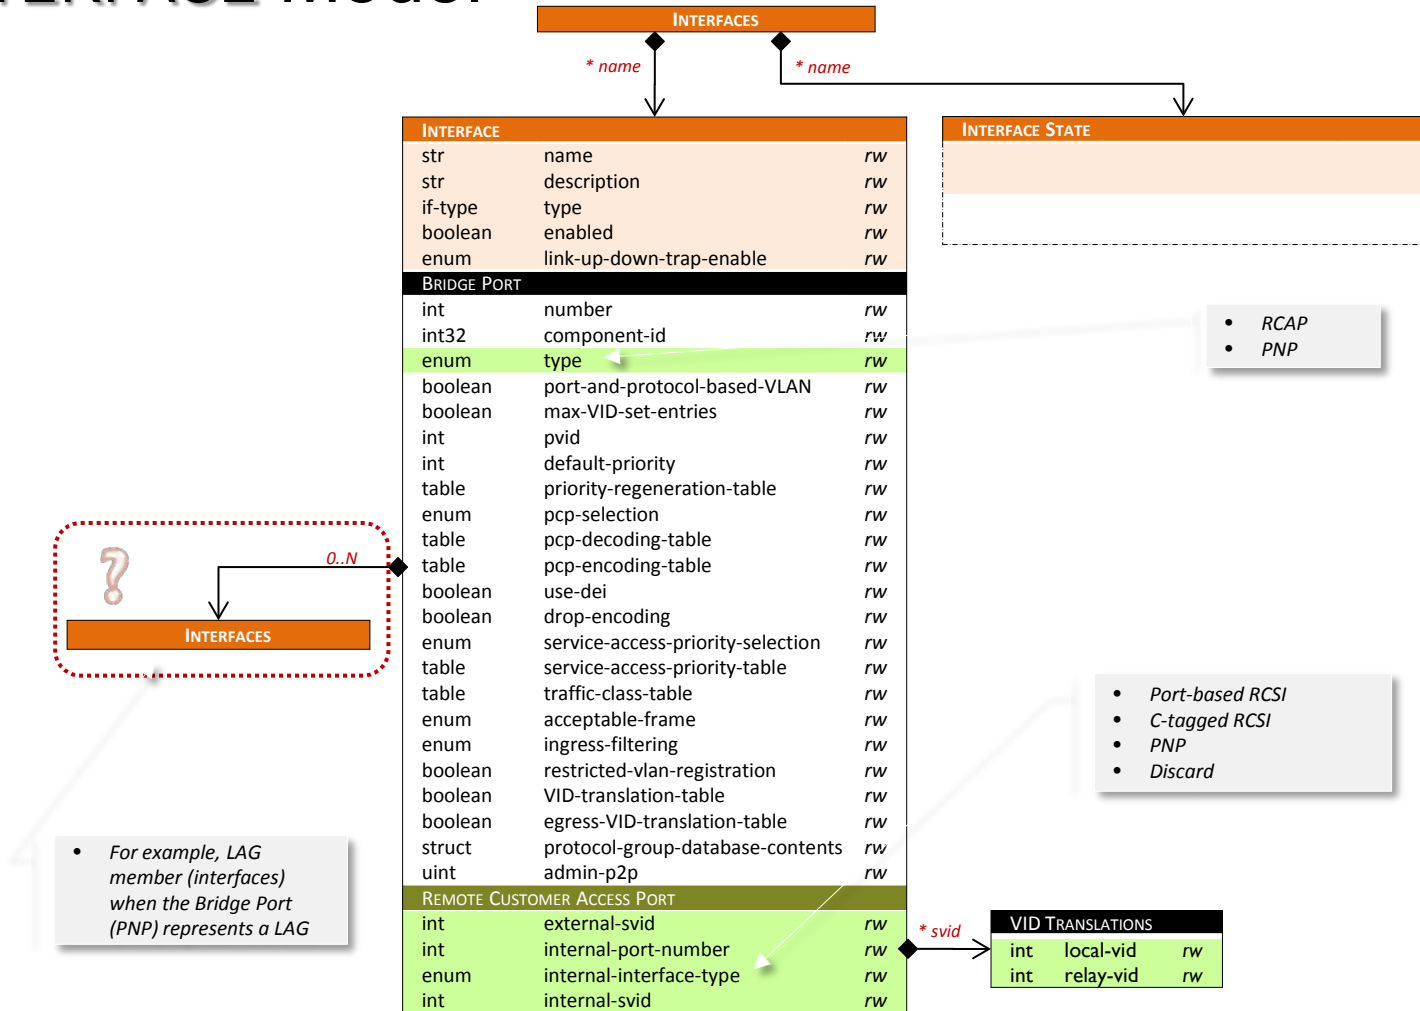 TERFACE Model
INTERFACES
* name
* name
INTERFACE
str name rw
str description rw
if-type type rw
boolean enabled rw
enum link-up-down-trap-enable rw
BRIDGE PORT
int number rw
int32 component-id rw
enum type rw
boolean port-and-protocol-based-VLAN rw
boolean max-VID-set-entries rw
int pvid rw
int default-priority rw
table priority-regeneration-table rw
enum pcp-selection rw
table pcp-decoding-table rw
table pcp-encoding-table rw
boolean use-dei rw
boolean drop-encoding rw
enum service-access-priority-selection rw
table service-access-priority-table rw
table traffic-class-table rw
enum acceptable-frame rw
enum ingress-filtering rw
boolean restricted-vlan-registration rw
boolean VID-translation-table rw
boolean egress-VID-translation-table rw
struct protocol-group-database-contents rw
uint admin-p2p rw
REMOTE CUSTOMER ACCESS PORT
int external-svid rw
int internal-port-number rw
enum internal-interface-type rw
int internal-svid rw
INTERFACE STATE
• RCAP
• PNP
?
0..N
INTERFACES
• Port-based RCSI
• C-tagged RCSI
• PNP
• Discard
• For example, LAG
member (interfaces)
when the Bridge Port
(PNP) represents a LAG
* svid
VID TRANSLATIONS
int local-vid rw
int relay-vid rw